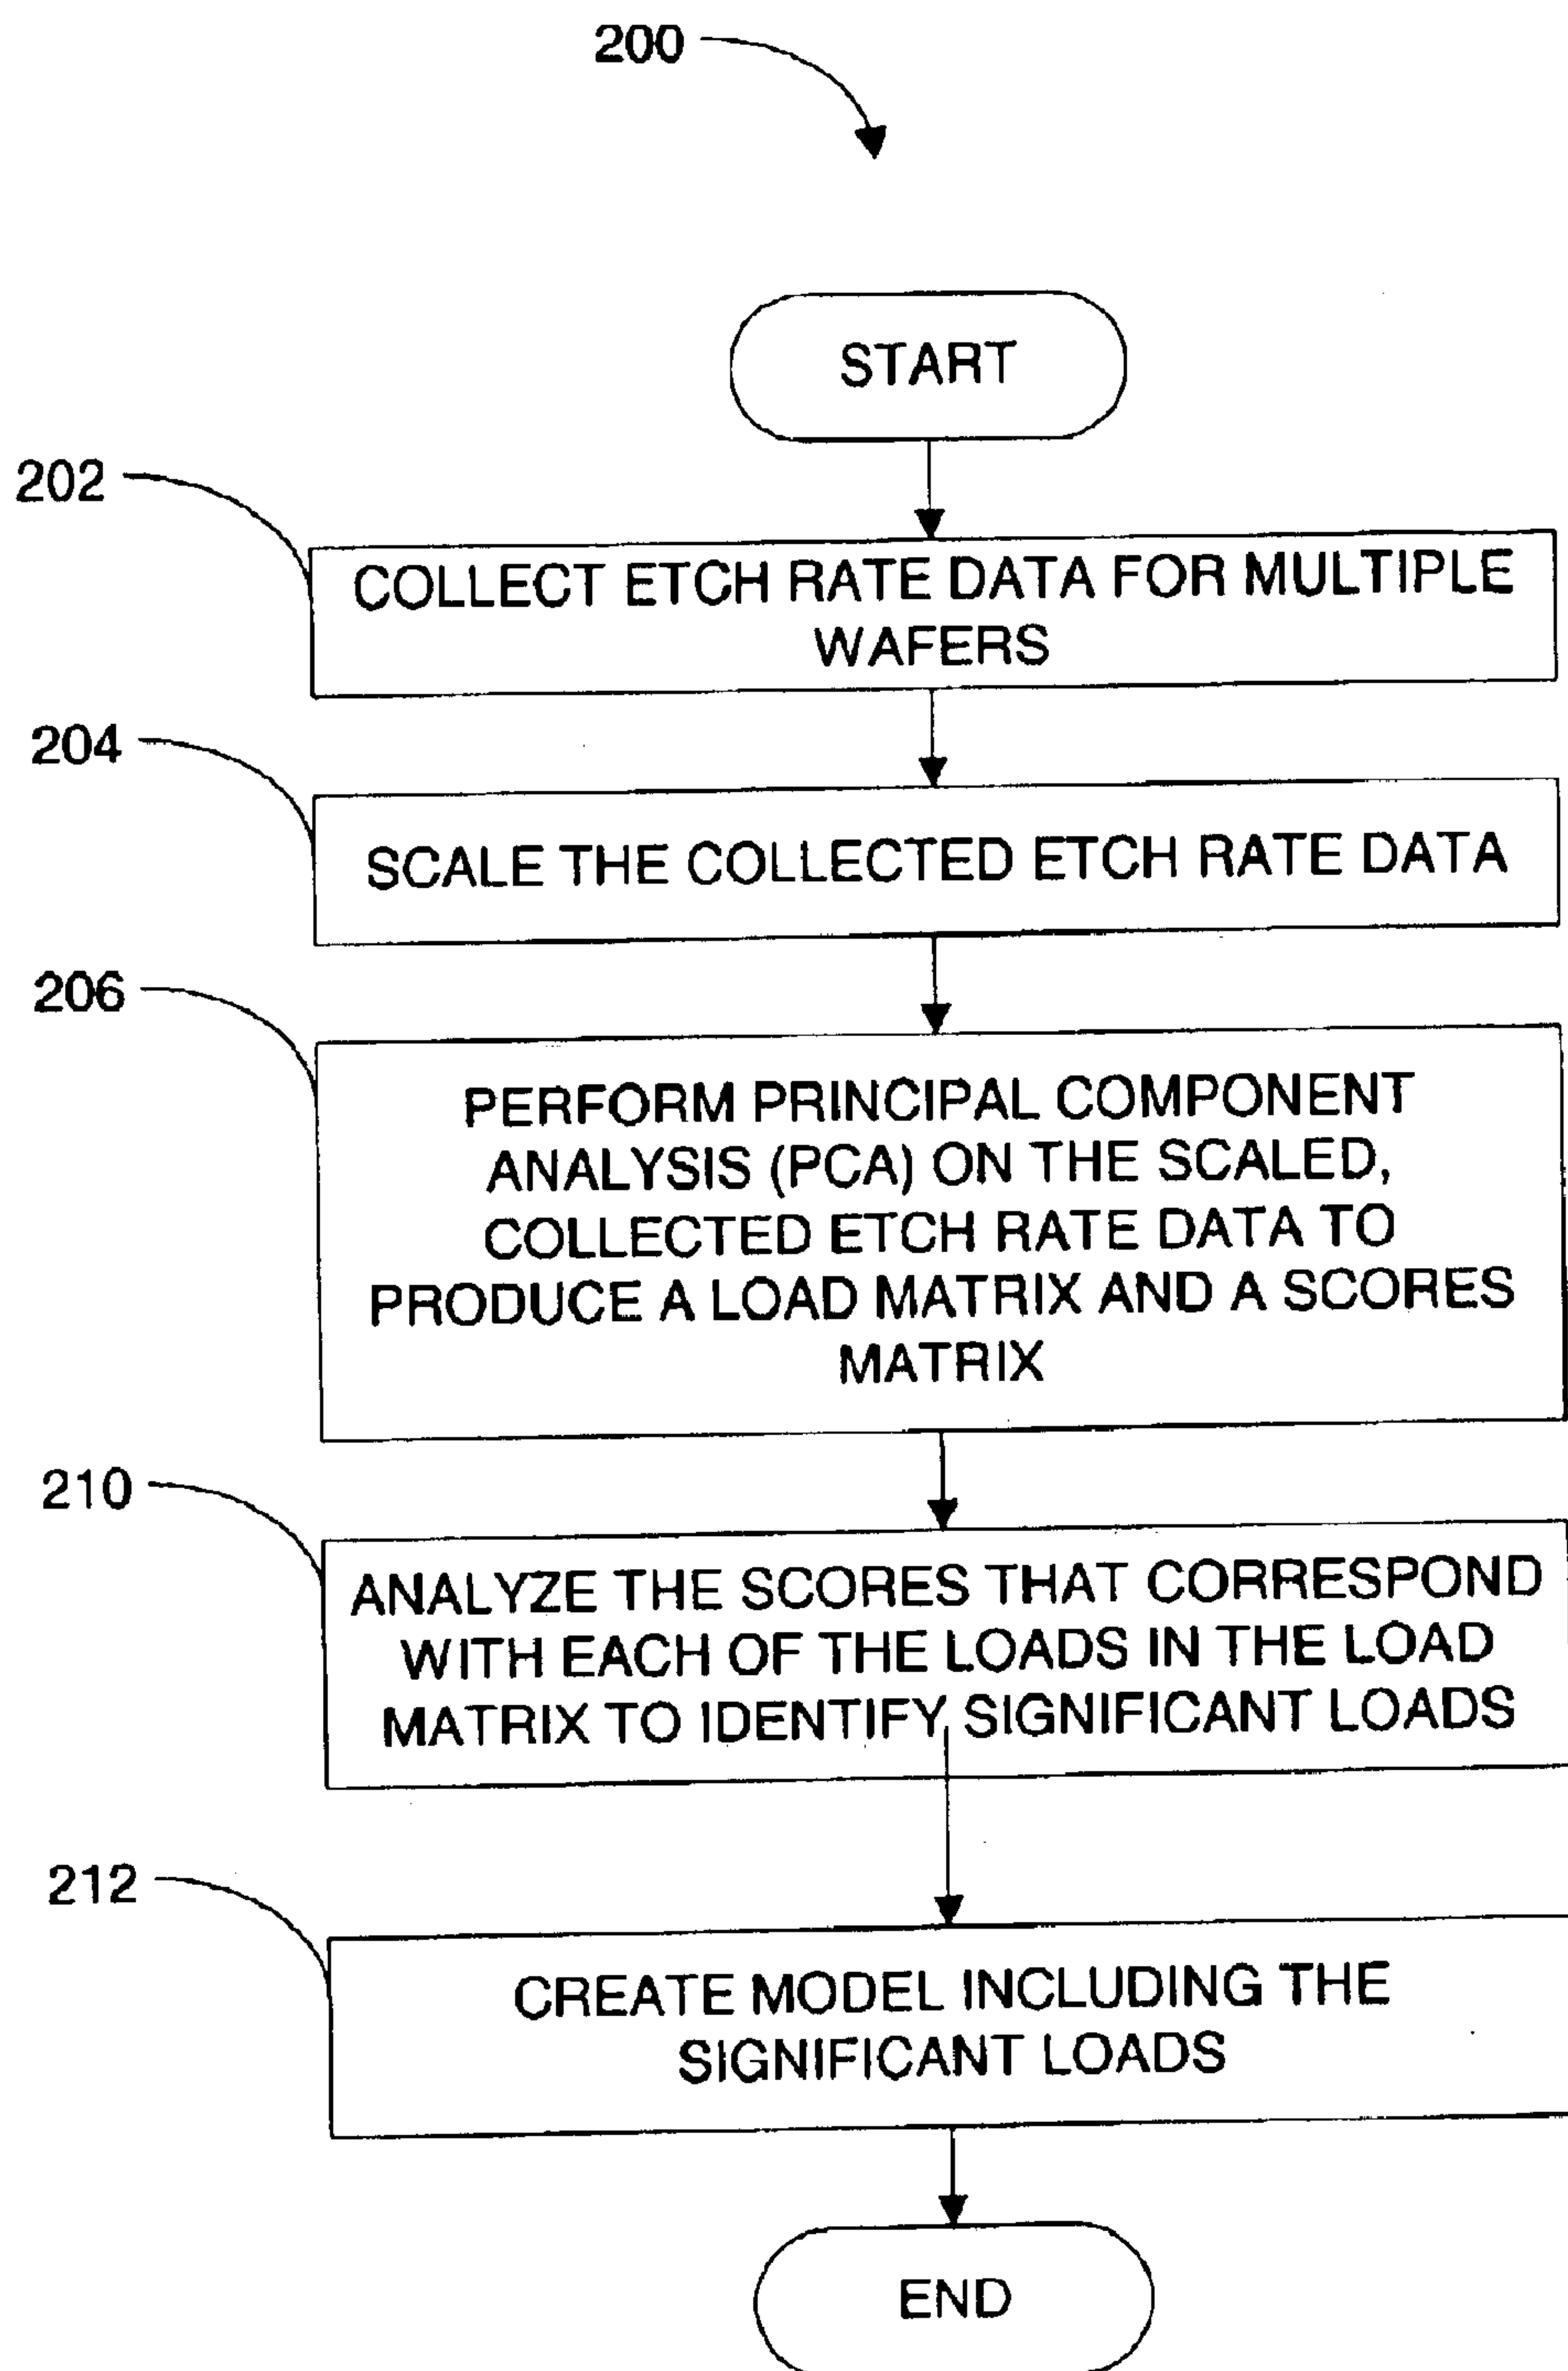 200
START
202
COLLECT ETCH RATE DATA FOR MULTIPLE
WAFERS
204
SCALE THE COLLECTED ETCH RATE DATA
206
PERFORM PRINCIPAL COMPONENT
ANALYSIS (PCA) ON THE SCALED,
COLLECTED ETCH RATE DATA TO
PRODUCE A LOAD MATRIX AND A SCORES
MATRIX
210
ANALYZE THE SCORES THAT CORRESPOND
WITH EACH OF THE LOADS IN THE LOAD
MATRIX TO IDENTIFY SIGNIFICANT LOADS
212
CREATE MODEL INCLUDING THE
SIGNIFICANT LOADS
END